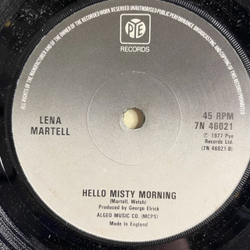 ALL RIGHTS OF THE MANUFACTURER AND OF THE OWNER OF THE RECORDED WORK RESERVED UNAUTHORISED PUBLIC PERFORMANCE BROADCASTING AND COPYING OF THIS RECORD PROHIBITED
PYE
RECORDS
LENA
MARTELL
45 RPM
7N 46021
℗ 1977 Pye
Records Ltd.
(7N 46021-B)
HELLO MISTY MORNING
(Martell, Welsh)
Produced by George Elrick
ALGEO MUSIC CO. (MCPS)
Made in England